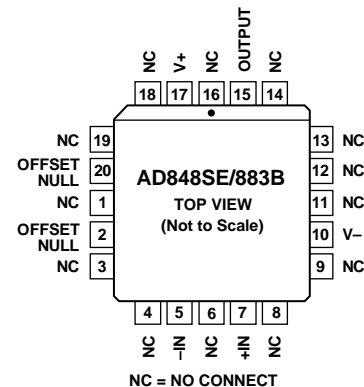 NC
V+
NC
OUTPUT
NC
18 17 16 15 14
NC 19
OFFSET
NULL 20
NC 1
OFFSET
NULL 2
NC 3
AD848SE/883B
TOP VIEW
(Not to Scale)
13 NC
12 NC
11 NC
10 V–
9 NC
4 5 6 7 8
NC
–IN
NC
+IN
NC
NC = NO CONNECT